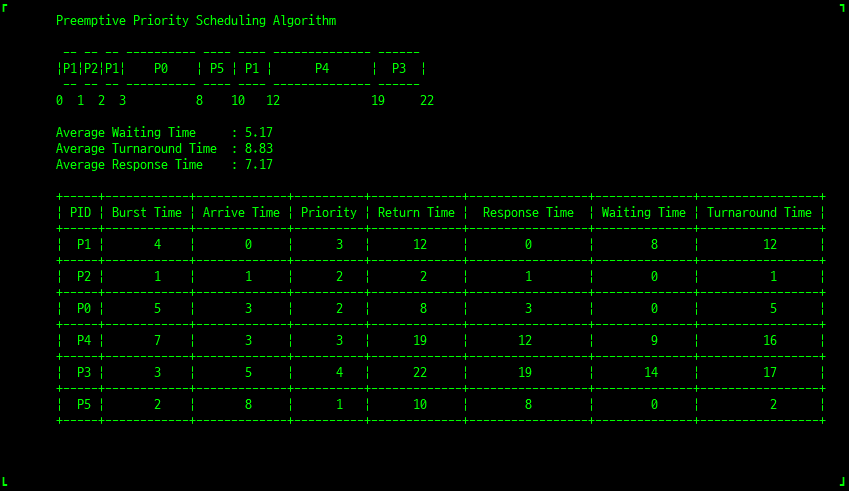 Preemptive Priority Scheduling Algorithm
-- -- -- ---------- ---- ---- -------------- ------
¦P1¦P2¦P1¦    P0    ¦ P5 ¦ P1 ¦      P4      ¦  P3  ¦
-- -- -- ---------- ---- ---- -------------- ------
0  1  2  3          8    10   12             19     22
Average Waiting Time     : 5.17
Average Turnaround Time  : 8.83
Average Response Time    : 7.17
+-----+------------+--------------+----------+-------------+-----------------+--------------+-----------------+
¦ PID ¦ Burst Time ¦ Arrive Time ¦ Priority ¦ Return Time ¦  Response Time  ¦ Waiting Time ¦ Turnaround Time ¦
+-----+------------+--------------+----------+-------------+-----------------+--------------+-----------------+
¦ P1 ¦ 4 ¦ 0 ¦ 3 ¦ 12 ¦ 0 ¦ 8 ¦ 12 ¦
+-----+------------+--------------+----------+-------------+-----------------+--------------+-----------------+
¦ P2 ¦ 1 ¦ 1 ¦ 2 ¦ 2 ¦ 1 ¦ 0 ¦ 1 ¦
+-----+------------+--------------+----------+-------------+-----------------+--------------+-----------------+
¦ P0 ¦ 5 ¦ 3 ¦ 2 ¦ 8 ¦ 3 ¦ 0 ¦ 5 ¦
+-----+------------+--------------+----------+-------------+-----------------+--------------+-----------------+
¦ P4 ¦ 7 ¦ 3 ¦ 3 ¦ 19 ¦ 12 ¦ 9 ¦ 16 ¦
+-----+------------+--------------+----------+-------------+-----------------+--------------+-----------------+
¦ P3 ¦ 3 ¦ 5 ¦ 4 ¦ 22 ¦ 19 ¦ 14 ¦ 17 ¦
+-----+------------+--------------+----------+-------------+-----------------+--------------+-----------------+
¦ P5 ¦ 2 ¦ 8 ¦ 1 ¦ 10 ¦ 8 ¦ 0 ¦ 2 ¦
+-----+------------+--------------+----------+-------------+-----------------+--------------+-----------------+